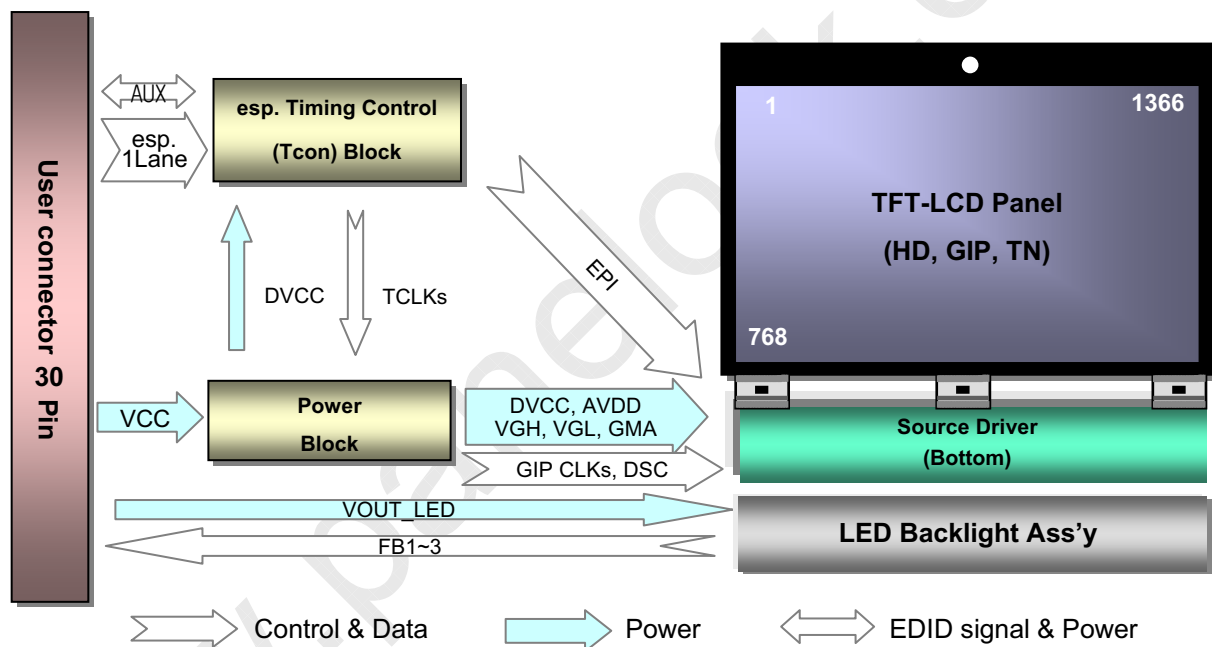 User connector 30 Pin
AUX
esp.
1Lane
esp. Timing Control
(Tcon) Block
DVCC
TCLKs
EPI
1
1366
TFT-LCD Panel
(HD, GIP, TN)
768
VCC
Power
Block
DVCC, AVDD
VGH, VGL, GMA
GIP CLKs, DSC
Source Driver
(Bottom)
VOUT_LED
FB1~3
LED Backlight Ass'y
Control & Data
Power
EDID signal & Power